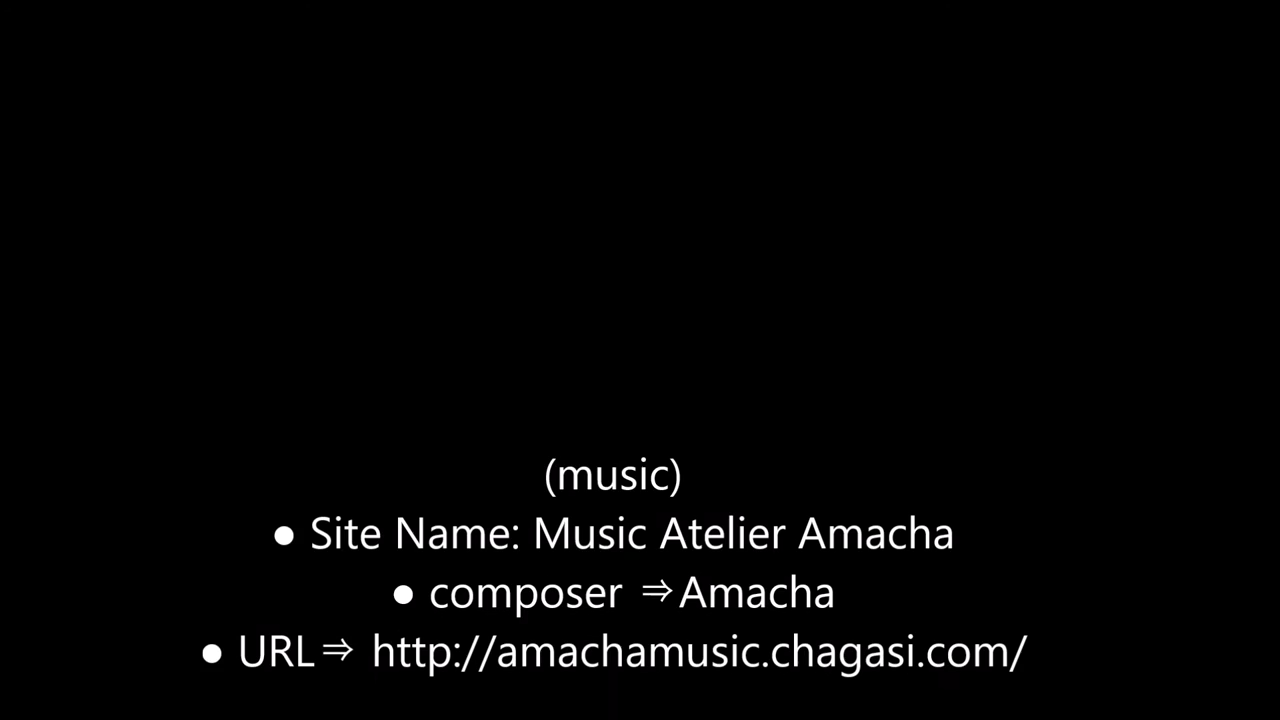 (music)
● Site Name: Music Atelier Amacha
● composer ⇒Amacha
● URL⇒ http://amachamusic.chagasi.com/